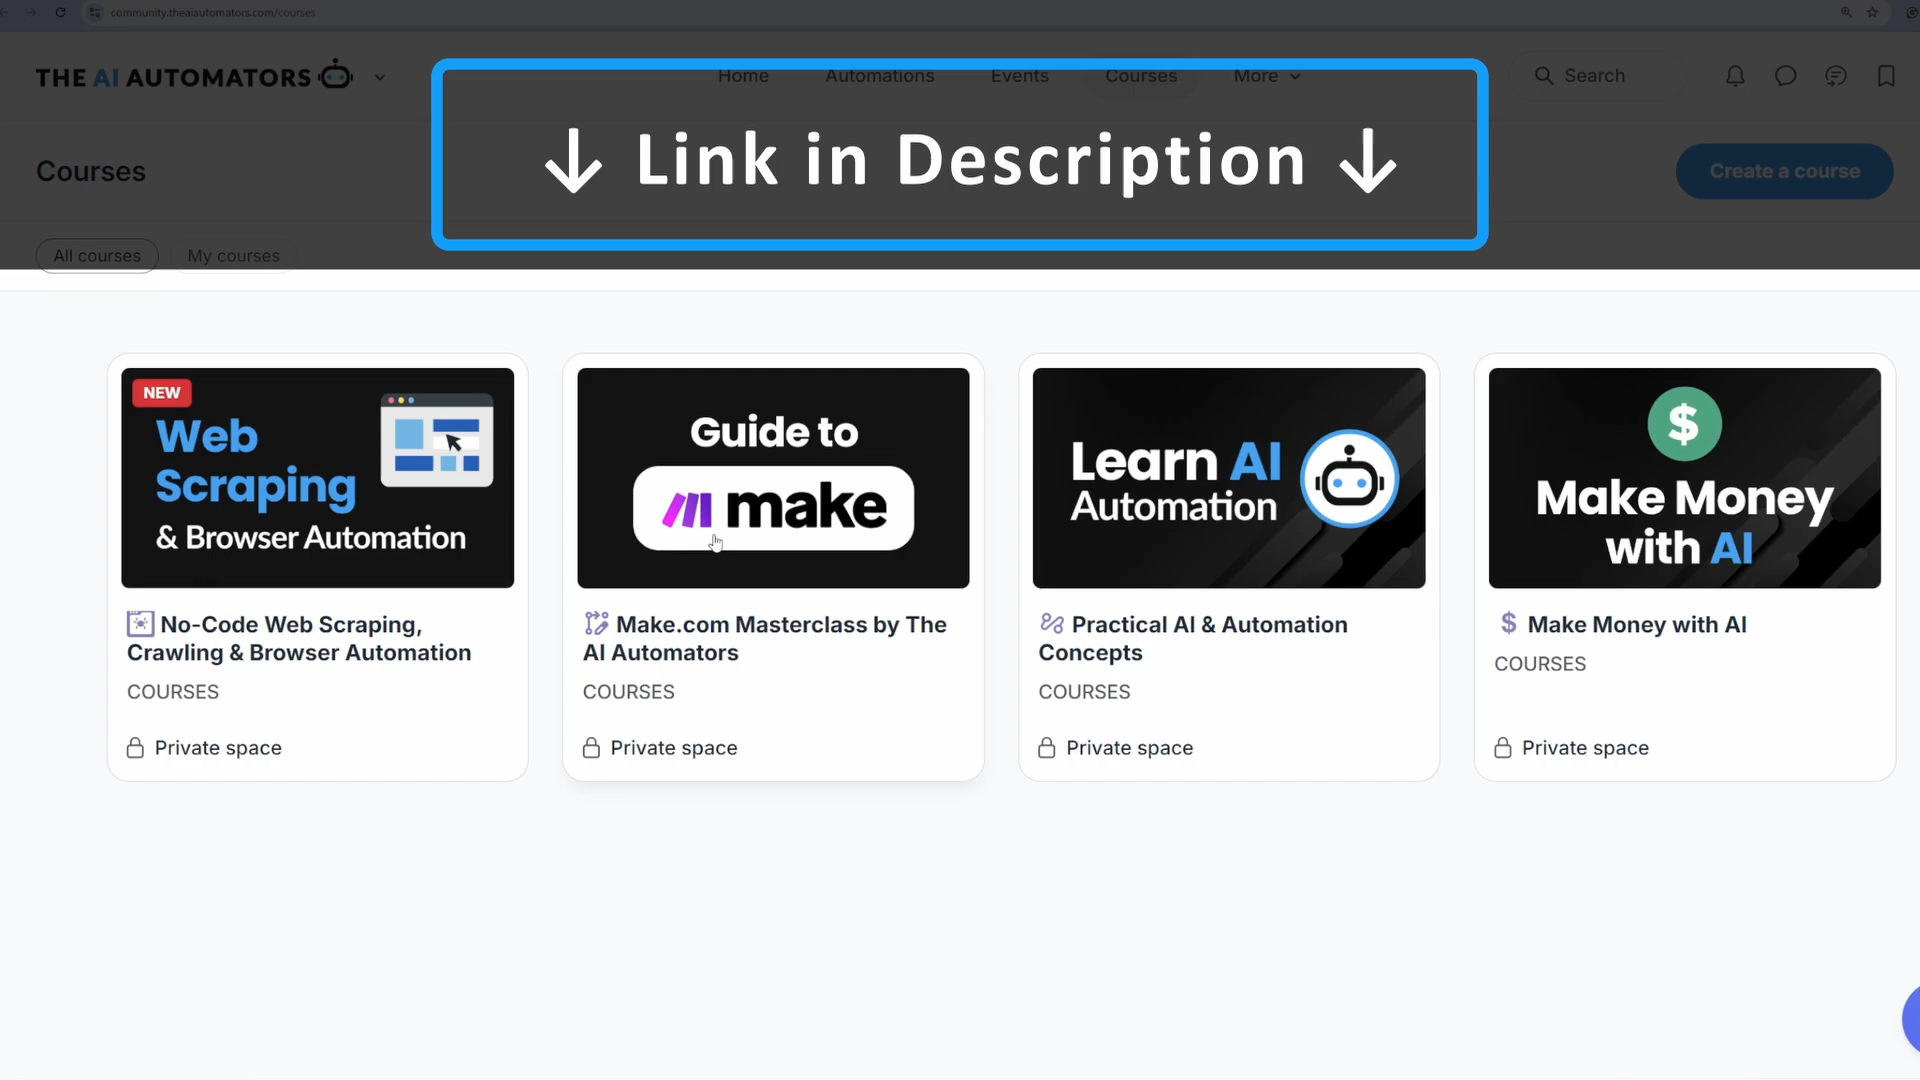 community.theaiautomators.com/courses
THE AI AUTOMATORS
Home
Automations
Events
Courses
More
Search
↓ Link in Description ↓
Courses
Create a course
All courses
My courses
NEW
Web
Scraping
& Browser Automation
No-Code Web Scraping,
Crawling & Browser Automation
COURSES
Private space
Guide to
make
Make.com Masterclass by The
AI Automators
COURSES
Private space
Learn AI
Automation
Practical AI & Automation
Concepts
COURSES
Private space
$
Make Money
with AI
$ Make Money with AI
COURSES
Private space